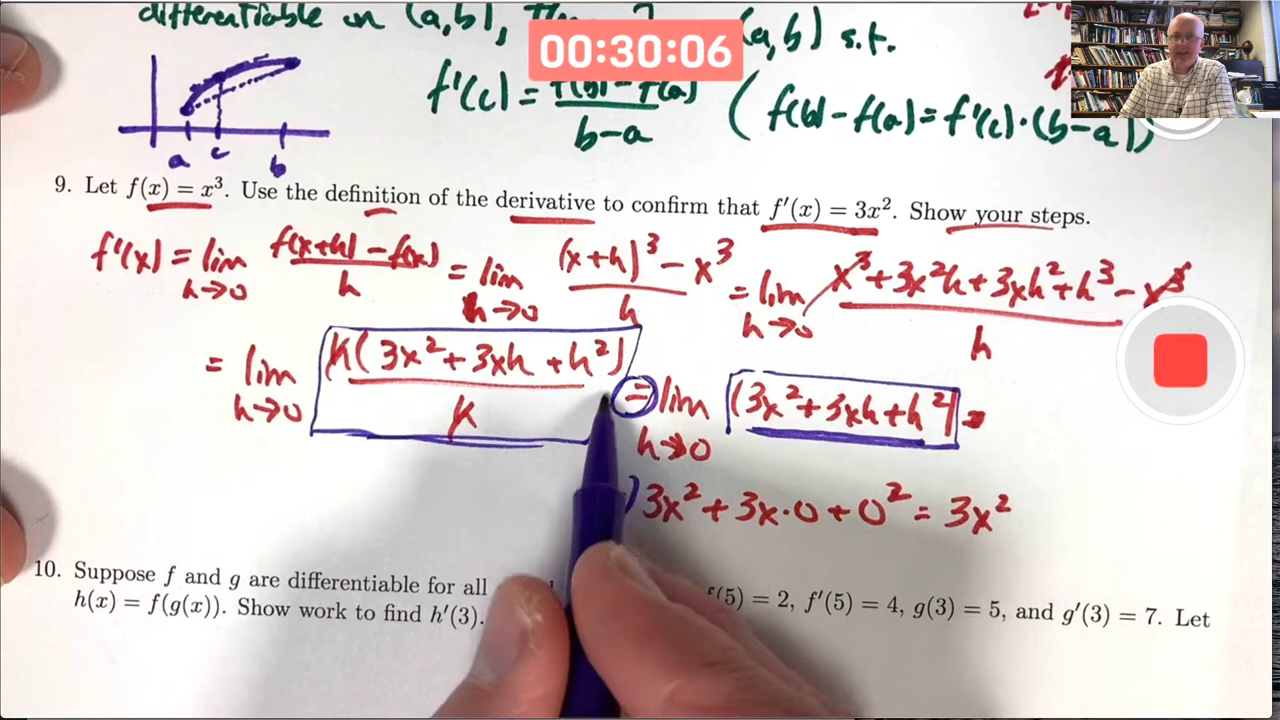 differentiable on (a,b),
(a,b) s.t.
00:30:06
f'(c) = f(b) - f(a) / b-a (f(b) - f(a) = f'(c)·(b-a))
a c b
9. Let f(x) = x³. Use the definition of the derivative to confirm that f'(x) = 3x². Show your steps.
f'(x) = lim h→0 f(x+h) - f(x) / h = lim h→0 (x+h)³ - x³ / h = lim h→0 x³+3x²h+3xh²+h³ - x³ / h
= lim h→0 h(3x²+3xh+h²) / h = lim h→0 (3x²+3xh+h²) =
3x²+3x·0+0² = 3x²
10. Suppose f and g are differentiable for all f(5) = 2, f'(5) = 4, g(3) = 5, and g'(3) = 7. Let
h(x) = f(g(x)). Show work to find h'(3).